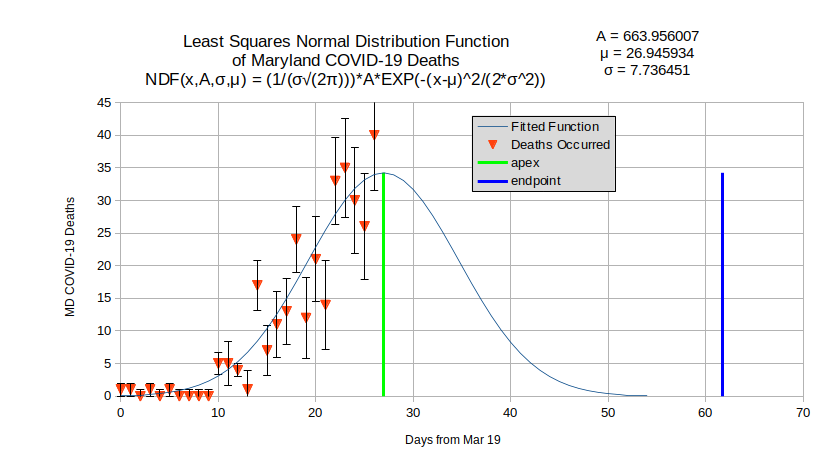 Least Squares Normal Distribution Function
of Maryland COVID-19 Deaths
NDF(x,A,σ,μ) = (1/(σ√(2π)))*A*EXP(-(x-μ)^2/(2*σ^2))
A = 663.956007
μ = 26.945934
σ = 7.736451
45
40
35
30
25
20
15
10
5
0
MD COVID-19 Deaths
Fitted Function
Deaths Occurred
apex
endpoint
0 10 20 30 40 50 60 70
Days from Mar 19